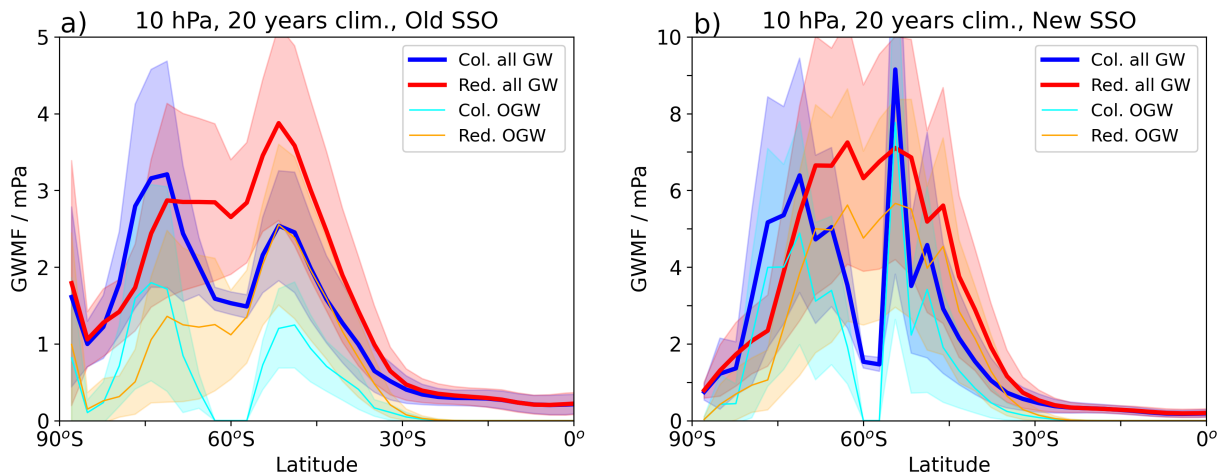 a) 10 hPa, 20 years clim., Old SSO
5
4
3
2
1
0
GWMF / mPa
Col. all GW
Red. all GW
Col. OGW
Red. OGW
90°S 60°S 30°S 0°
Latitude
b) 10 hPa, 20 years clim., New SSO
10
8
6
4
2
0
GWMF / mPa
Col. all GW
Red. all GW
Col. OGW
Red. OGW
90°S 60°S 30°S 0°
Latitude